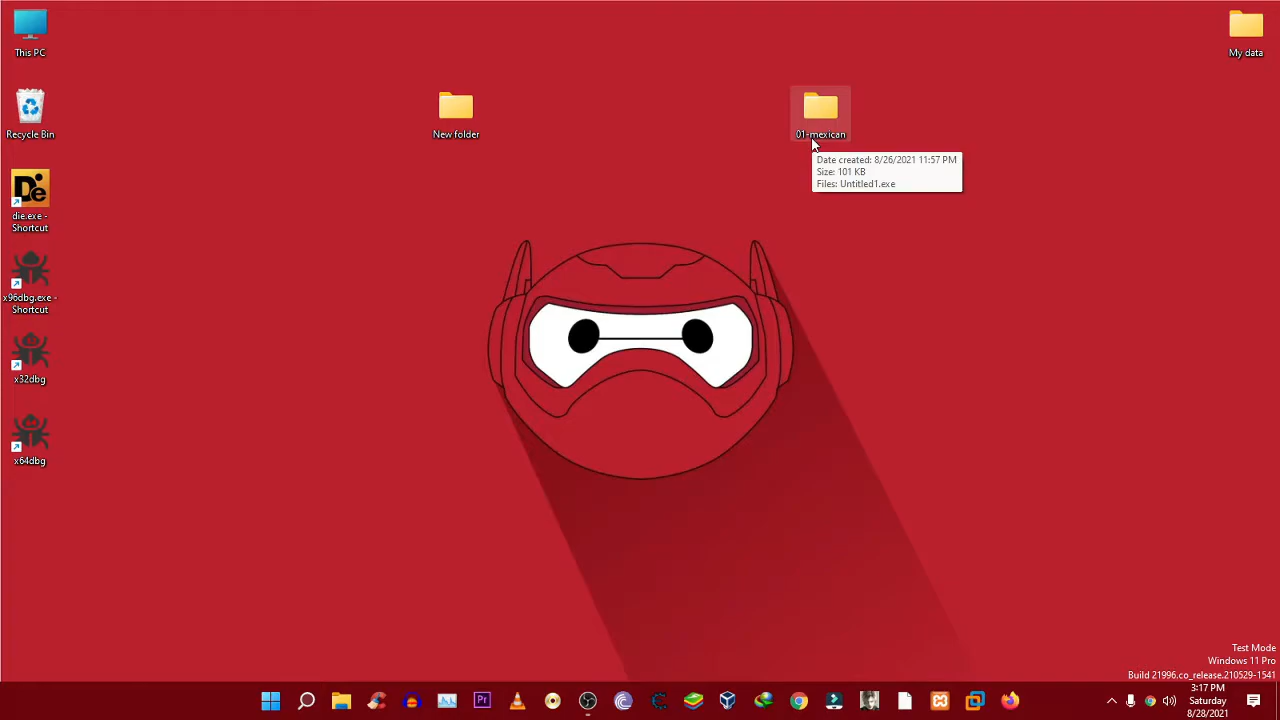 This PC
My data
Recycle Bin
New folder
01-mexican
Date created: 8/26/2021 11:57 PM
Size: 101 KB
Files: Untitled1.exe
De
die.exe -
Shortcut
x96dbg.exe -
Shortcut
x32dbg
x64dbg
Test Mode
Windows 11 Pro
Build 21996.co_release.210529-1541
Pr
3:17 PM
Saturday
8/28/2021